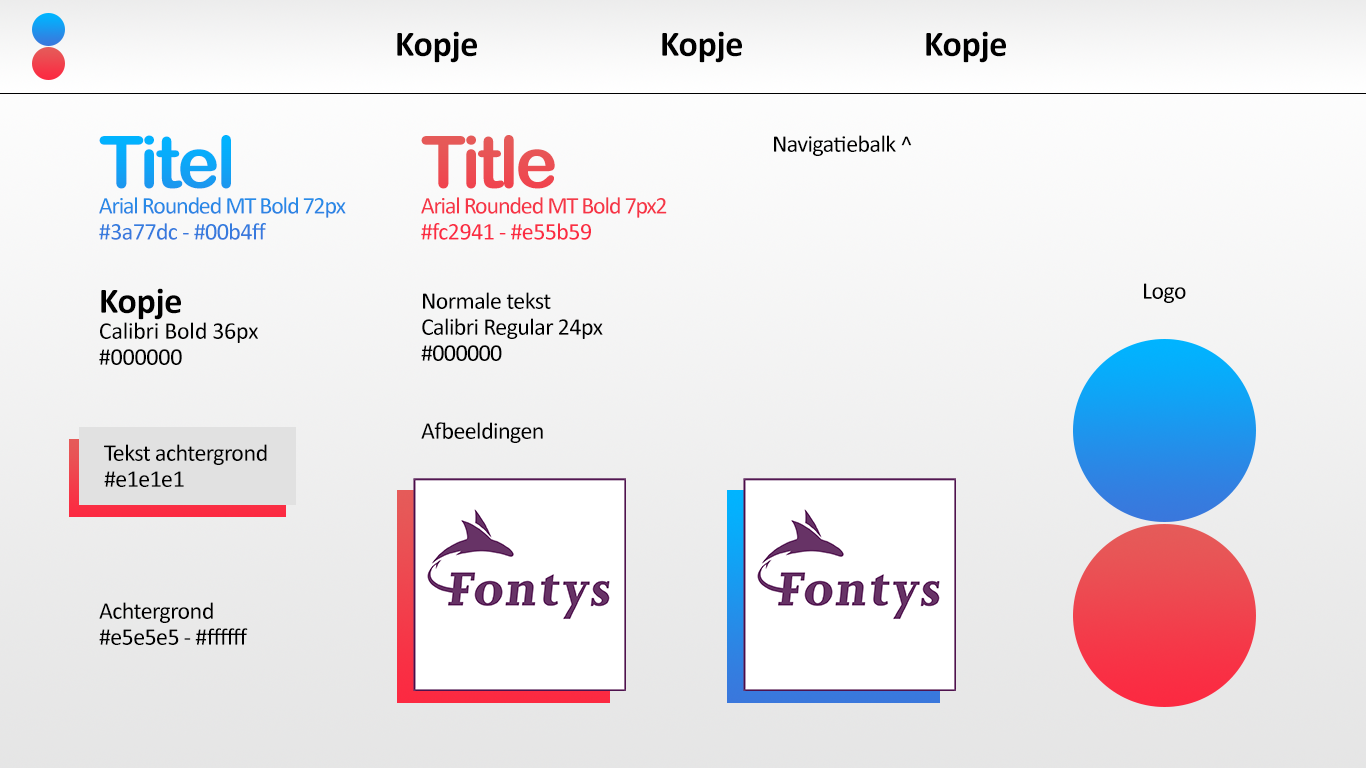 Kopje Kopje Kopje
Titel
Arial Rounded MT Bold 72px
#3a77dc - #00b4ff
Title
Arial Rounded MT Bold 7px2
#fc2941 - #e55b59
Navigatiebalk ^
Kopje
Calibri Bold 36px
#000000
Normale tekst
Calibri Regular 24px
#000000
Logo
Tekst achtergrond
#e1e1e1
Afbeeldingen
Fontys
Fontys
Achtergrond
#e5e5e5 - #ffffff